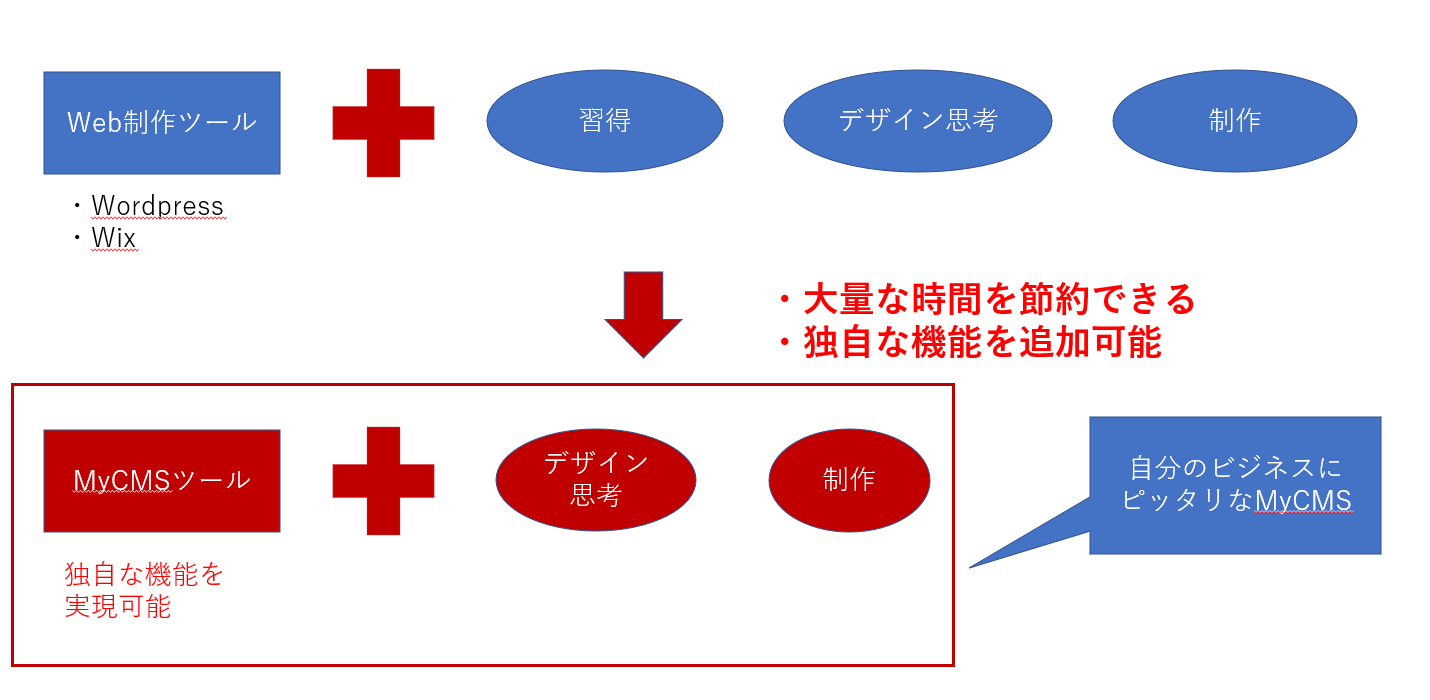 Web制作ツール
習得
デザイン思考
制作
・Wordpress
・Wix
・大量な時間を節約できる
・独自な機能を追加可能
MyCMSツール
デザイン
思考
制作
自分のビジネスに
ピッタリなMyCMS
独自な機能を
実現可能